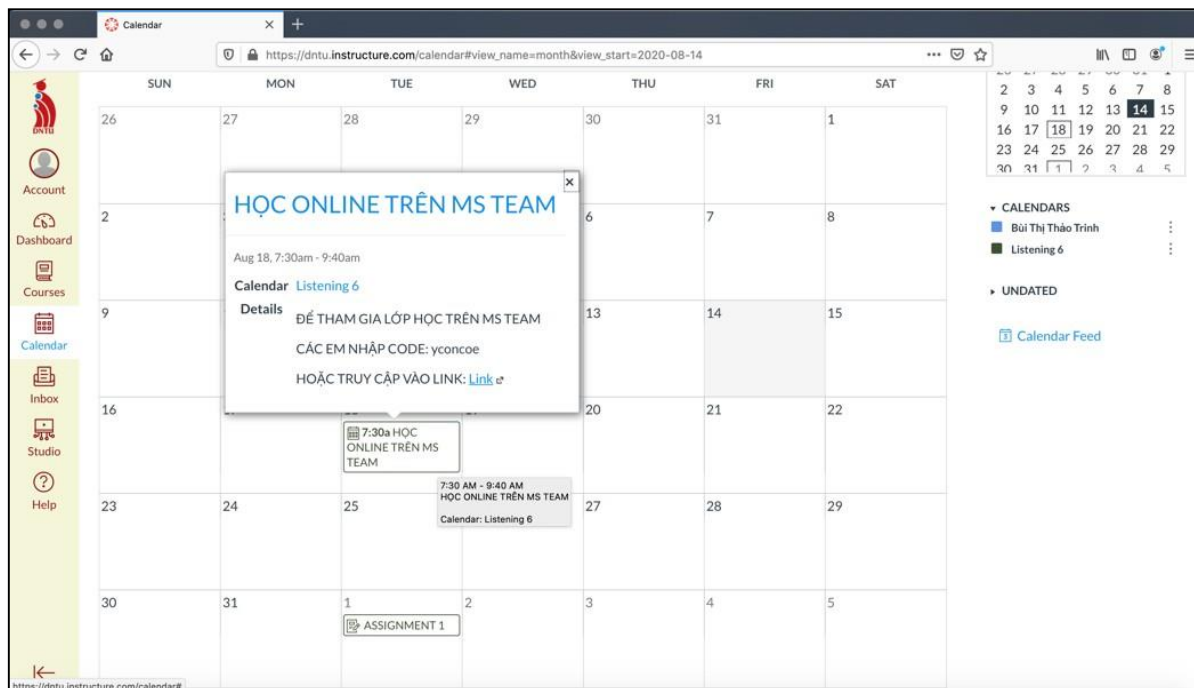 Calendar
https://dntu.instructure.com/calendar#view_name=month&view_start=2020-08-14
DNTU
Account
Dashboard
Courses
Calendar
Inbox
Studio
Help
SUN MON TUE WED THU FRI SAT
26 27 28 29 30 31 1
2 6 7 8
9 13 14 15
16 20 21 22
7:30a HỌC
ONLINE TRÊN MS
TEAM
23 24 25 27 28 29
30 31 1 2 3 4 5
ASSIGNMENT 1
HỌC ONLINE TRÊN MS TEAM
Aug 18, 7:30am - 9:40am
Calendar Listening 6
Details
ĐỂ THAM GIA LỚP HỌC TRÊN MS TEAM
CÁC EM NHẬP CODE: yconcoe
HOẶC TRUY CẬP VÀO LINK: Link
7:30 AM - 9:40 AM
HỌC ONLINE TRÊN MS TEAM
Calendar: Listening 6
2 3 4 5 6 7 8
9 10 11 12 13 14 15
16 17 18 19 20 21 22
23 24 25 26 27 28 29
30 31 1 2 3 4 5
CALENDARS
Bùi Thị Thảo Trinh
Listening 6
UNDATED
Calendar Feed
https://dntu.instructure.com/calendar#